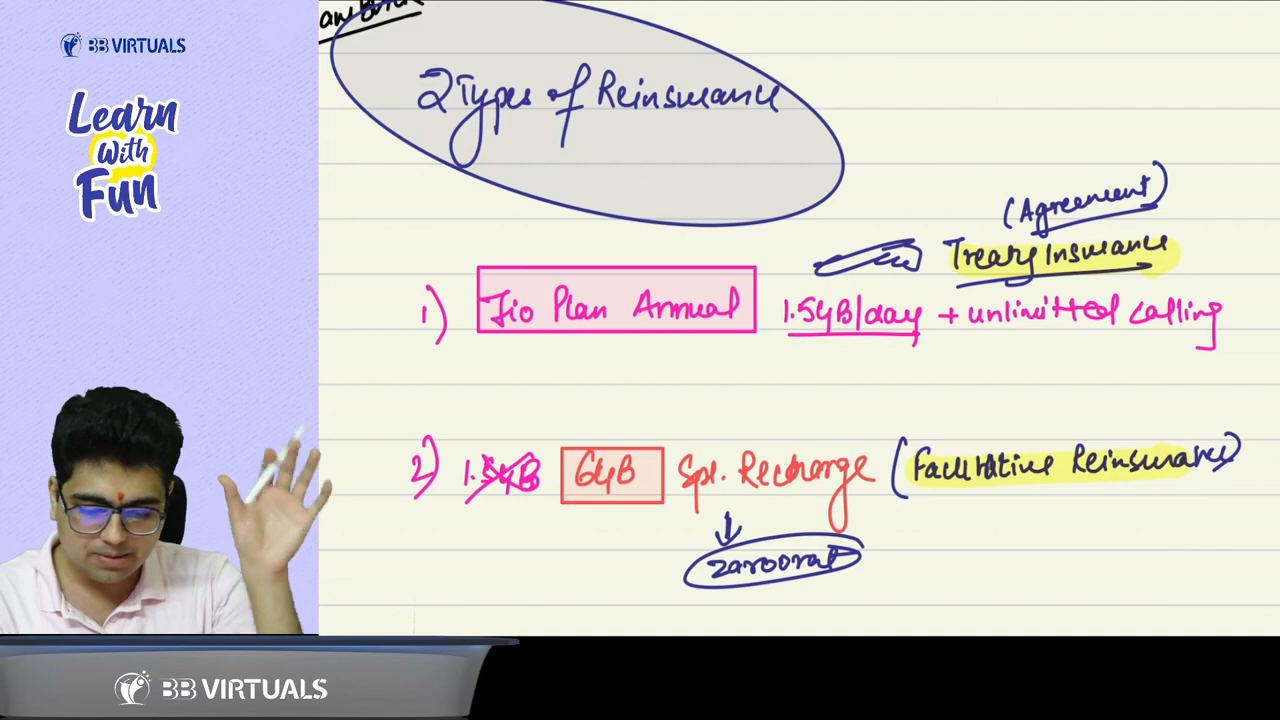 BB VIRTUALS
Learn
With
Fun
2 Types of Reinsurance
(Agreement)
Treaty Insurance
1) Jio Plan Annual 1.5GB/day + unlimitted calling
2) 1.5GB 6GB Spl. Recharge (Facultative Reinsurance)
zaroorat
BB VIRTUALS